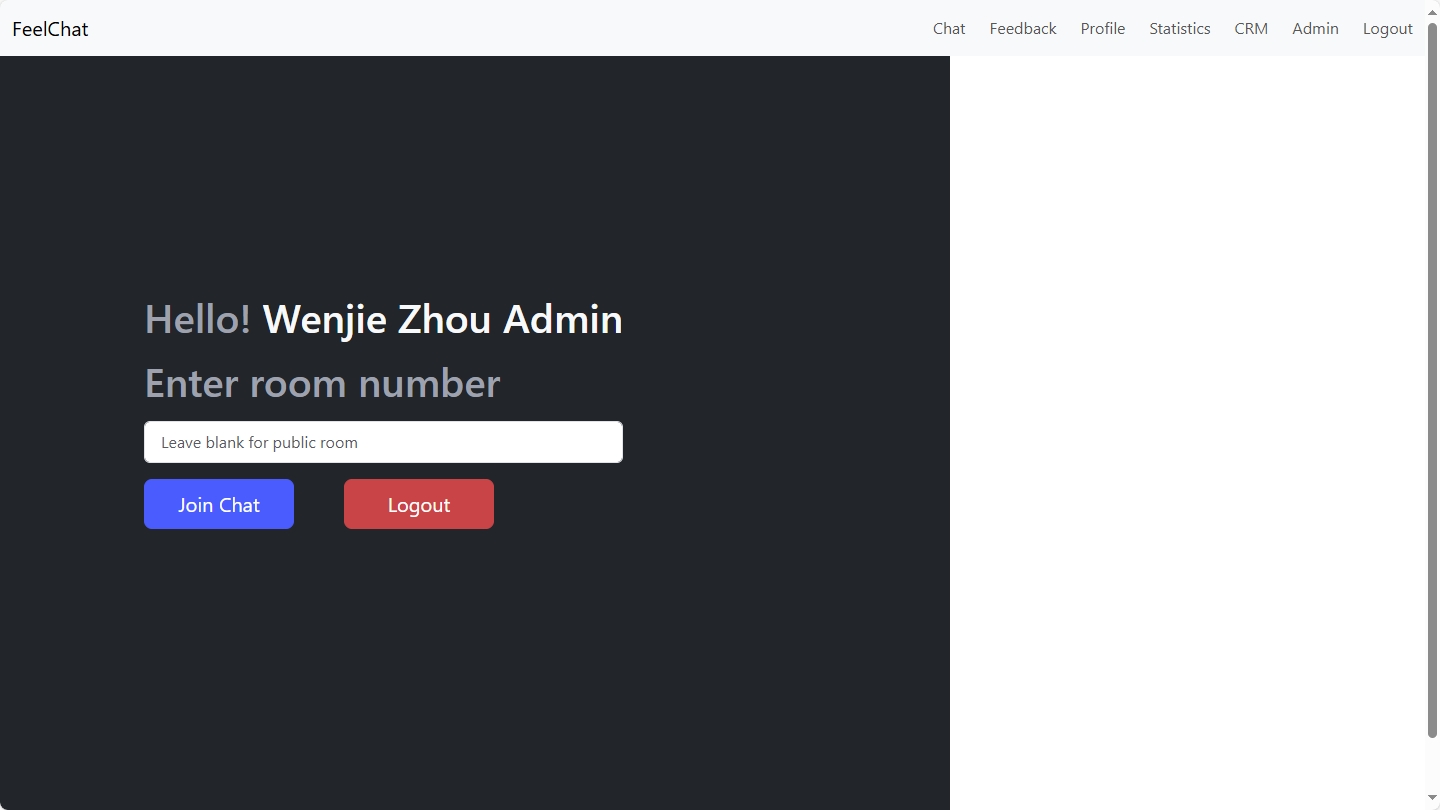 FeelChat
Chat Feedback Profile Statistics CRM Admin Logout
Hello! Wenjie Zhou Admin
Enter room number
Leave blank for public room
Join Chat Logout